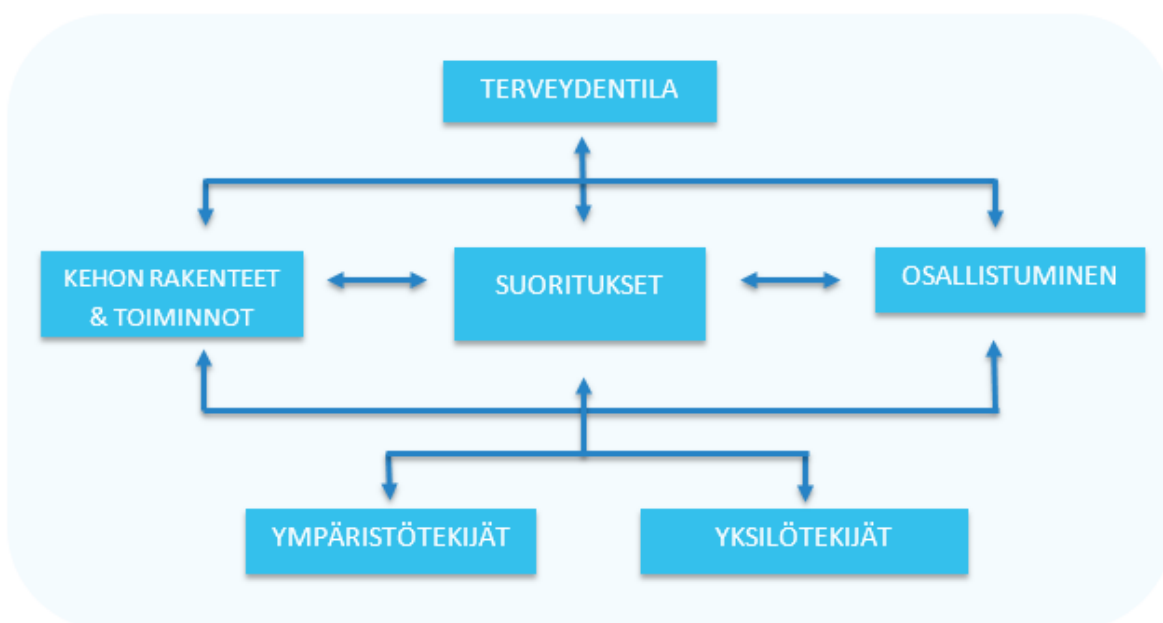 TERVEYDENTILA
KEHON RAKENTEET
& TOIMINNOT
SUORITUKSET
OSALLISTUMINEN
YMPÄRISTÖTEKIJÄT
YKSILÖTEKIJÄT